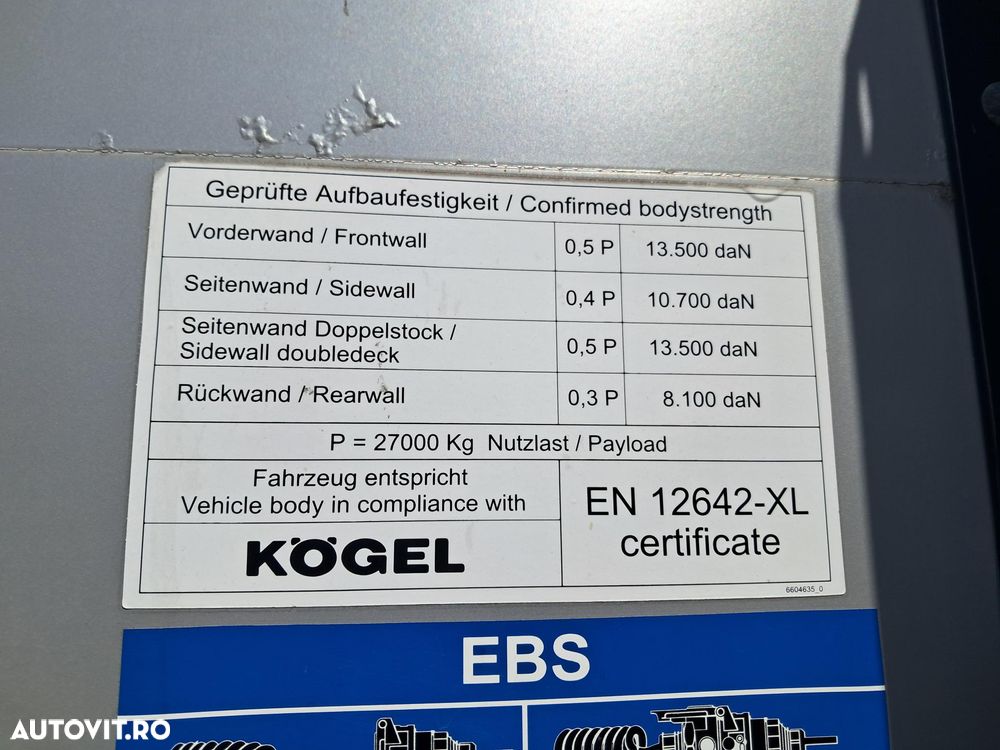 Geprüfte Aufbaufestigkeit / Confirmed bodystrength
Vorderwand / Frontwall 0,5 P 13.500 daN
Seitenwand / Sidewall 0,4 P 10.700 daN
Seitenwand Doppelstock /
Sidewall doubledeck 0,5 P 13.500 daN
Rückwand / Rearwall 0,3 P 8.100 daN
P = 27000 Kg Nutzlast / Payload
Fahrzeug entspricht
Vehicle body in compliance with
KÖGEL
EN 12642-XL
certificate
6604635_0
EBS
AUTOVIT.RO